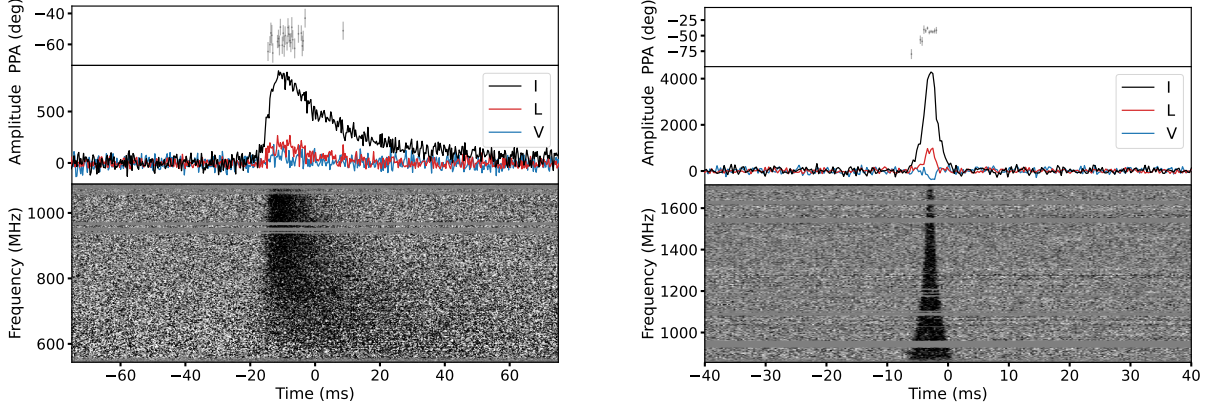 PPA (deg)
−40
−60
Amplitude
500
0
I
L
V
Frequency (MHz)
1000
800
600
−60
−40
−20
0
20
40
60
Time (ms)
PPA (deg)
−25
−50
−75
Amplitude
4000
2000
0
I
L
V
Frequency (MHz)
1600
1400
1200
1000
−40
−30
−20
−10
0
10
20
30
40
Time (ms)